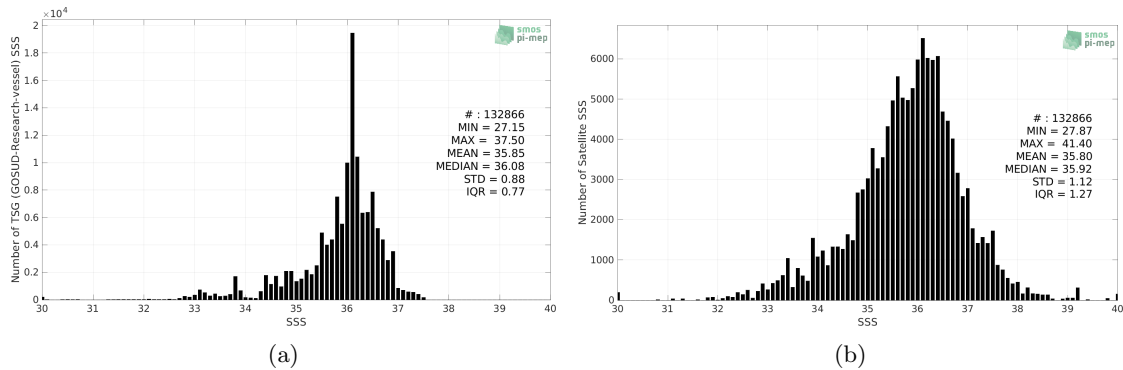 ×10⁴
smos
pi-mep
2
1.8
1.6
1.4
1.2
1
0.8
0.6
0.4
0.2
0
Number of TSG (GOSUD-Research-vessel) SSS
# : 132866
MIN = 27.15
MAX = 37.50
MEAN = 35.85
MEDIAN = 36.08
STD = 0.88
IQR = 0.77
30 31 32 33 34 35 36 37 38 39 40
SSS
(a)
smos
pi-mep
6000
5000
4000
3000
2000
1000
0
Number of Satellite SSS
# : 132866
MIN = 27.87
MAX = 41.40
MEAN = 35.80
MEDIAN = 35.92
STD = 1.12
IQR = 1.27
30 31 32 33 34 35 36 37 38 39 40
SSS
(b)